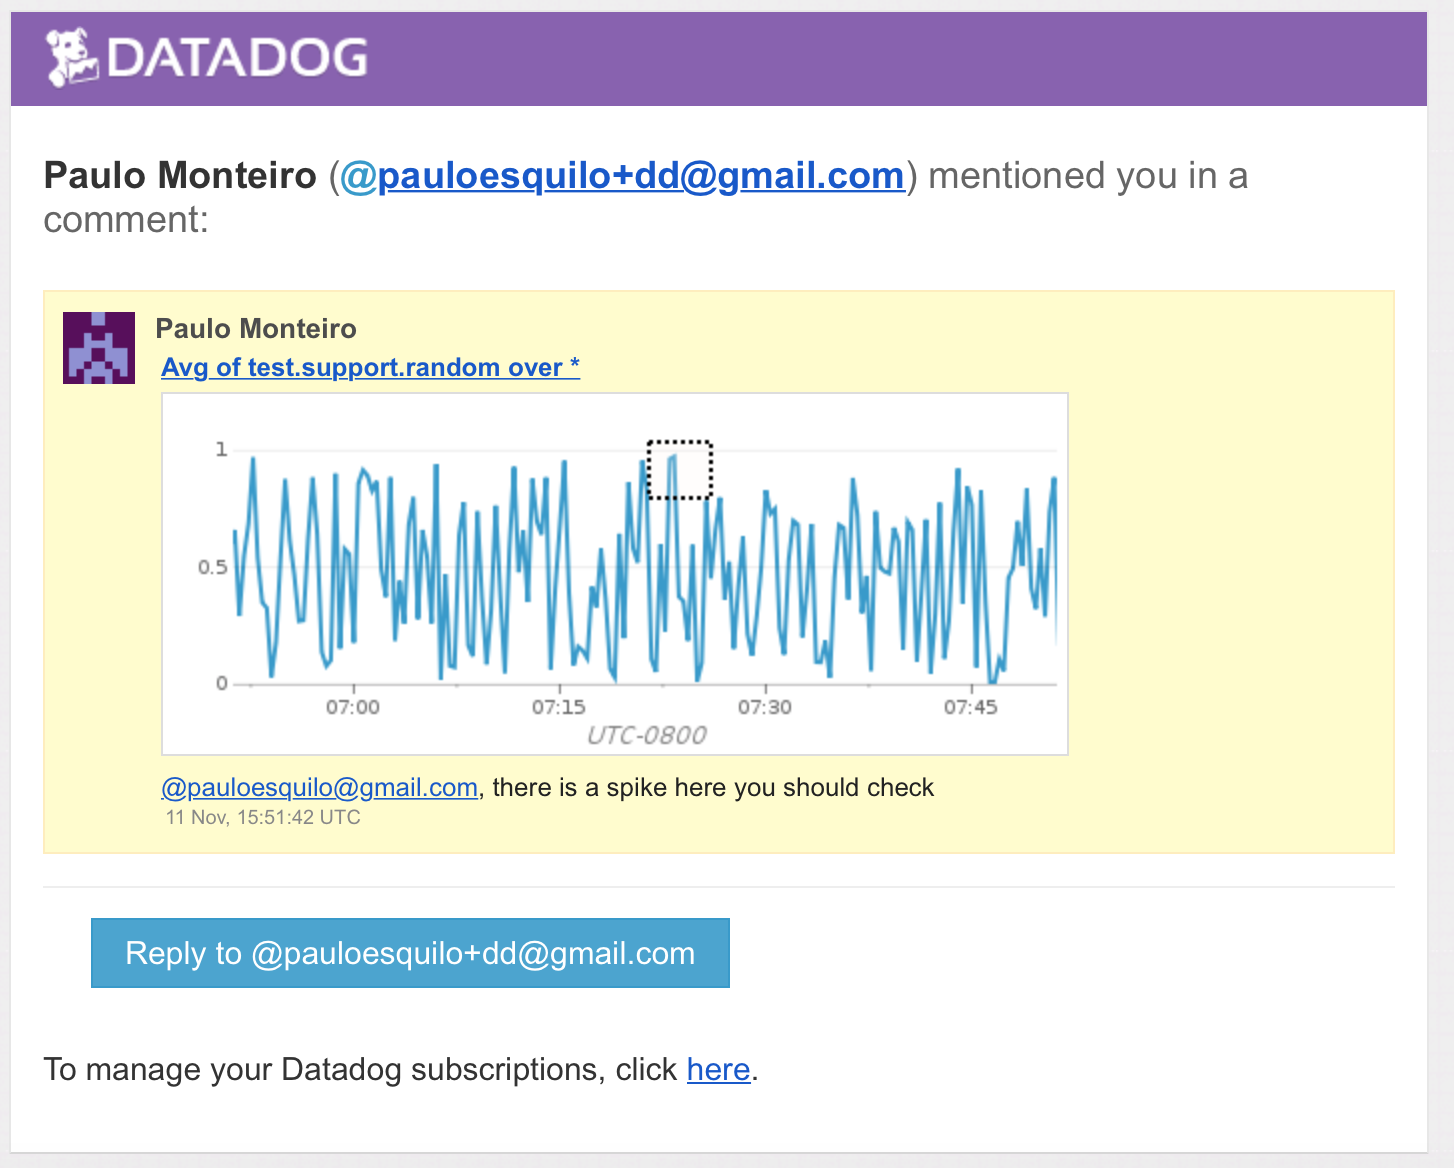 DATADOG
Paulo Monteiro (@pauloesquilo+dd@gmail.com) mentioned you in a
comment:
Paulo Monteiro
Avg of test.support.random over *
1
0.5
0
07:00 07:15 07:30 07:45
UTC-0800
@pauloesquilo@gmail.com, there is a spike here you should check
11 Nov, 15:51:42 UTC
Reply to @pauloesquilo+dd@gmail.com
To manage your Datadog subscriptions, click here.